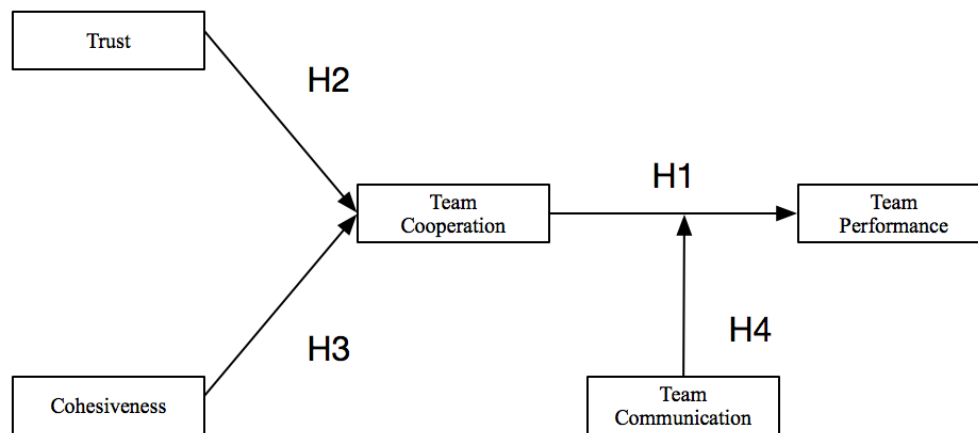 Trust
H2
H1
Team
Cooperation
Team
Performance
H3
H4
Cohesiveness
Team
Communication